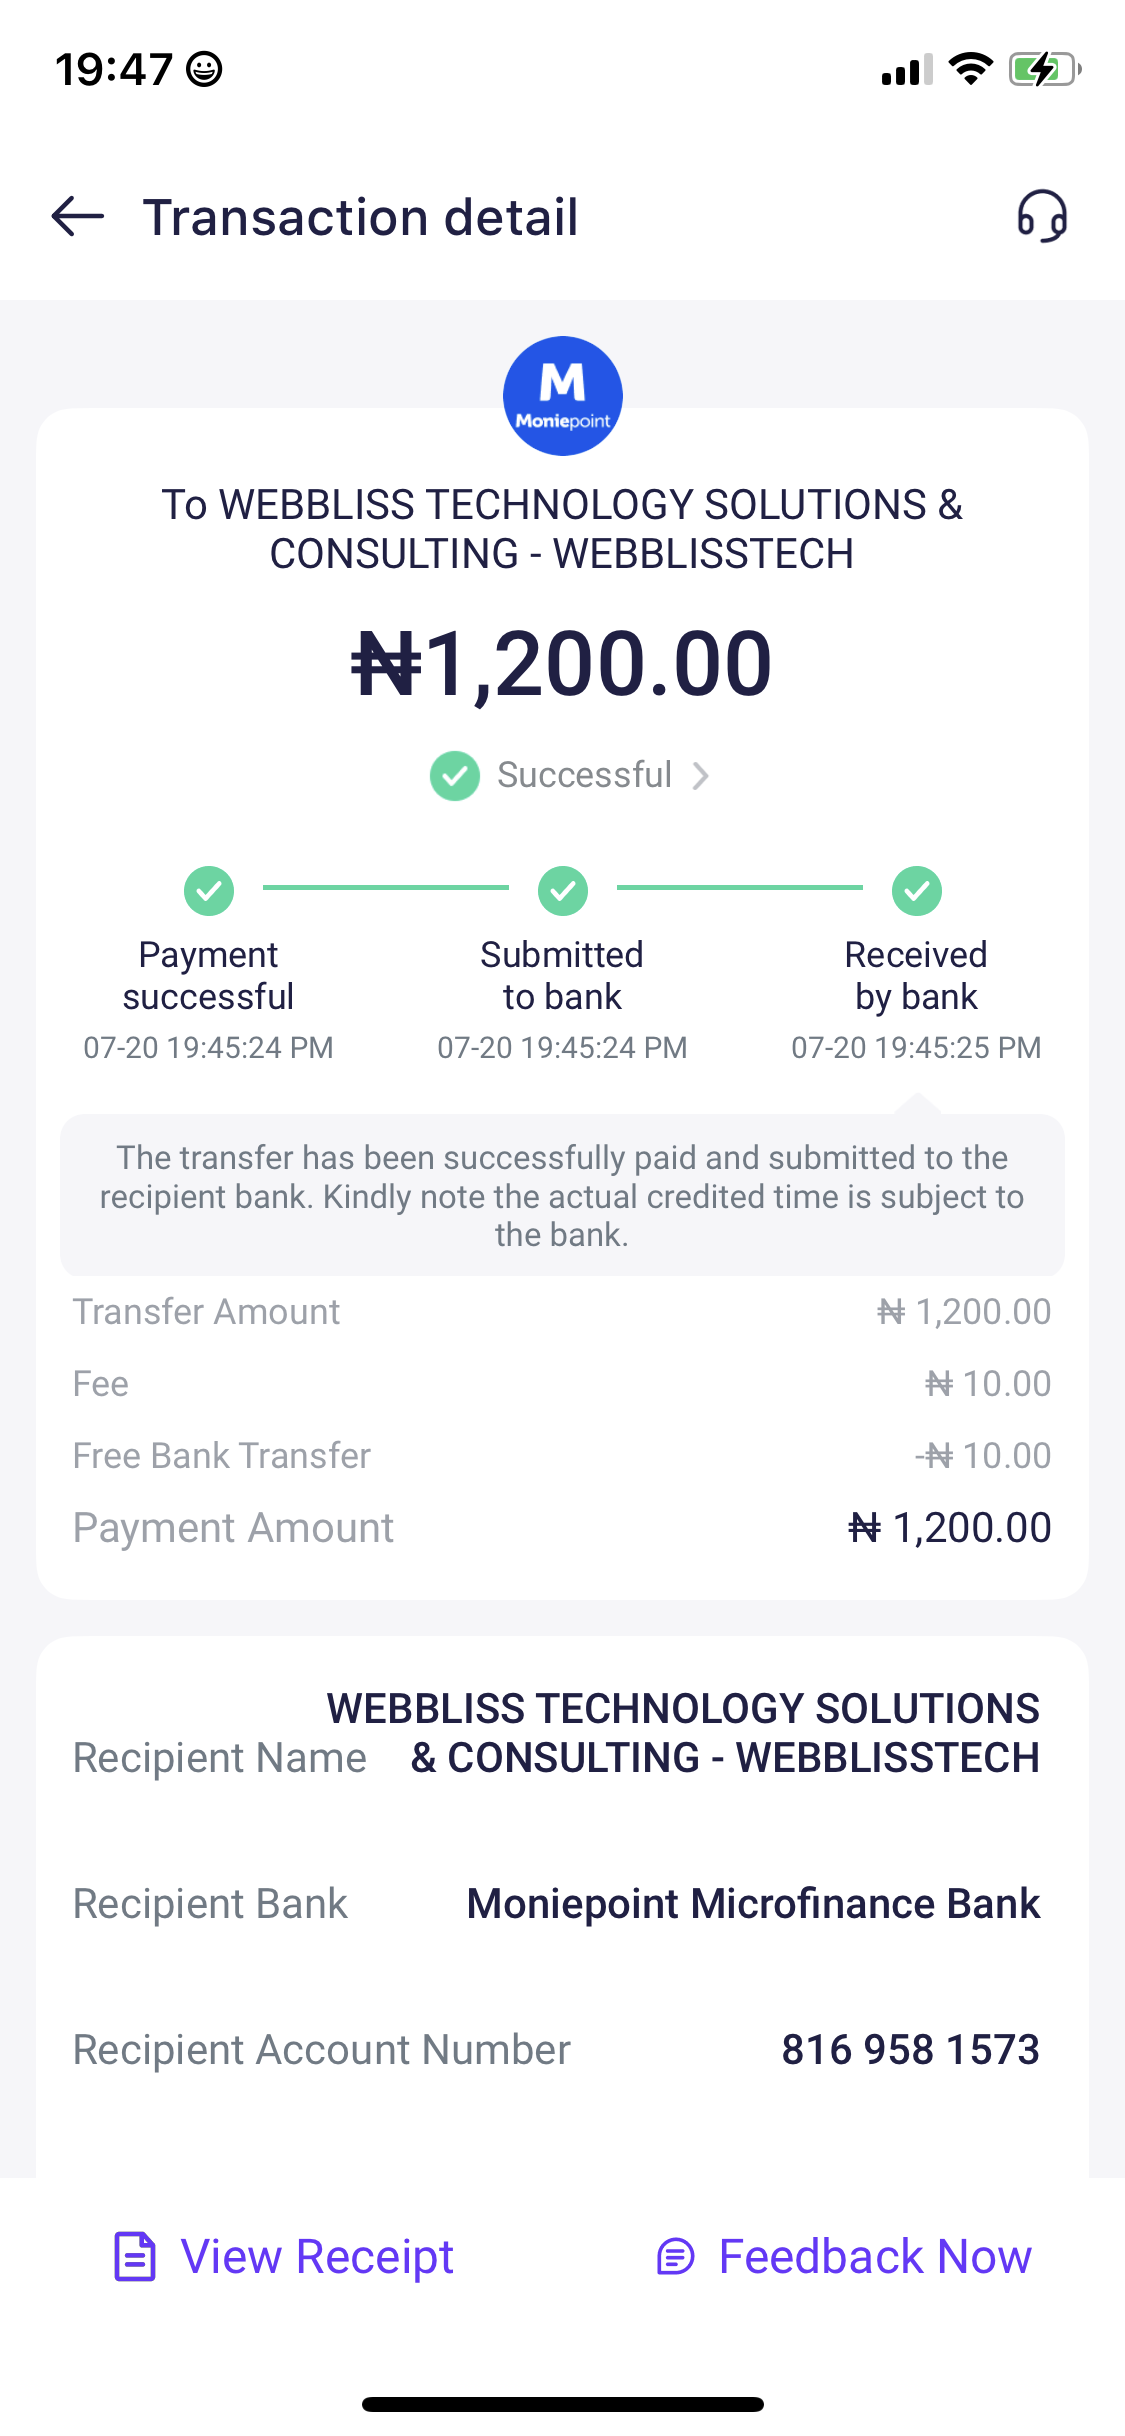 19:47
Transaction detail
M
Moniepoint
To WEBBLISS TECHNOLOGY SOLUTIONS &
CONSULTING - WEBBLISSTECH
₦1,200.00
Successful
Payment
successful
07-20 19:45:24 PM
Submitted
to bank
07-20 19:45:24 PM
Received
by bank
07-20 19:45:25 PM
The transfer has been successfully paid and submitted to the
recipient bank. Kindly note the actual credited time is subject to
the bank.
Transfer Amount ₦ 1,200.00
Fee ₦ 10.00
Free Bank Transfer -₦ 10.00
Payment Amount ₦ 1,200.00
WEBBLISS TECHNOLOGY SOLUTIONS
Recipient Name & CONSULTING - WEBBLISSTECH
Recipient Bank Moniepoint Microfinance Bank
Recipient Account Number 816 958 1573
View Receipt Feedback Now